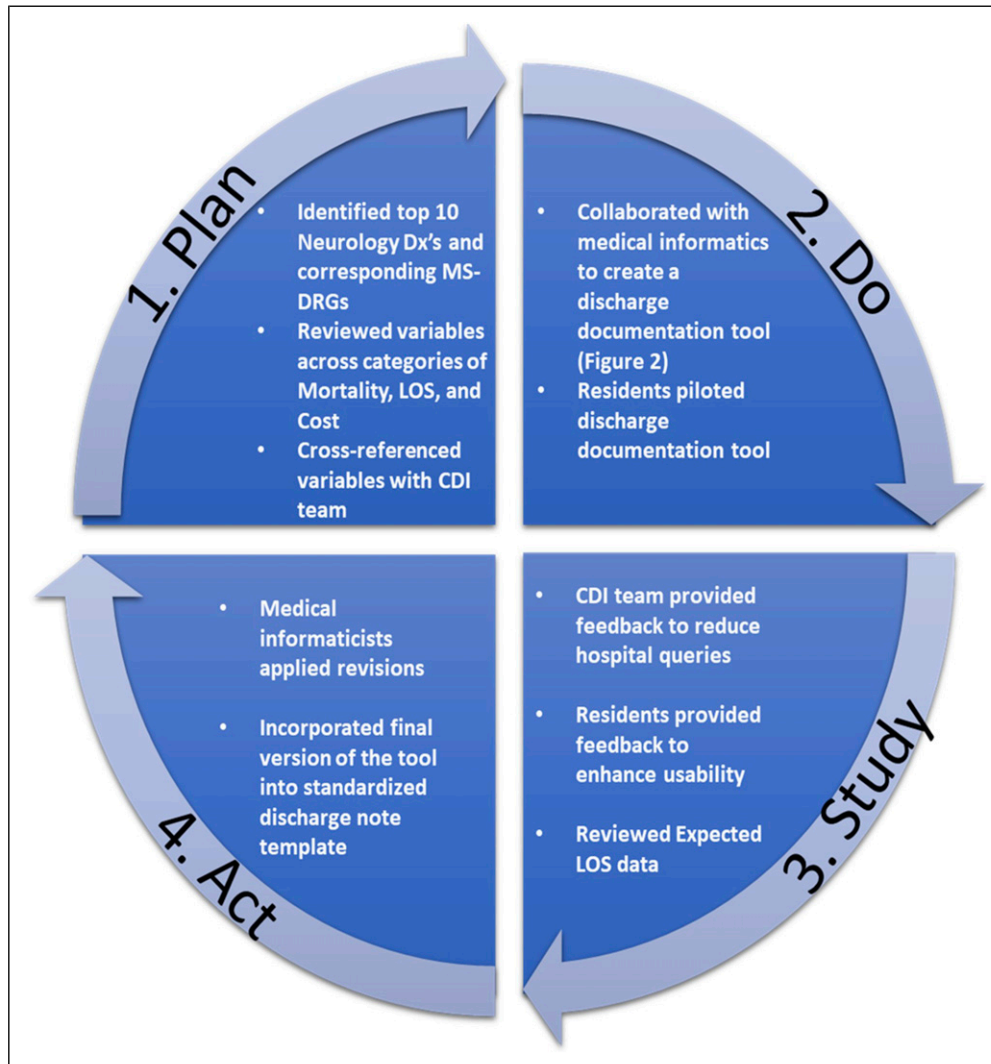 1. Plan
• Identified top 10
Neurology Dx's and
corresponding MS-
DRGs
• Reviewed variables
across categories of
Mortality, LOS, and
Cost
• Cross-referenced
variables with CDI
team
2. Do
• Collaborated with
medical informatics
to create a
discharge
documentation tool
(Figure 2)
• Residents piloted
discharge
documentation tool
3. Study
• CDI team provided
feedback to reduce
hospital queries
• Residents provided
feedback to
enhance usability
• Reviewed Expected
LOS data
4. Act
• Medical
informaticists
applied revisions
• Incorporated final
version of the tool
into standardized
discharge note
template